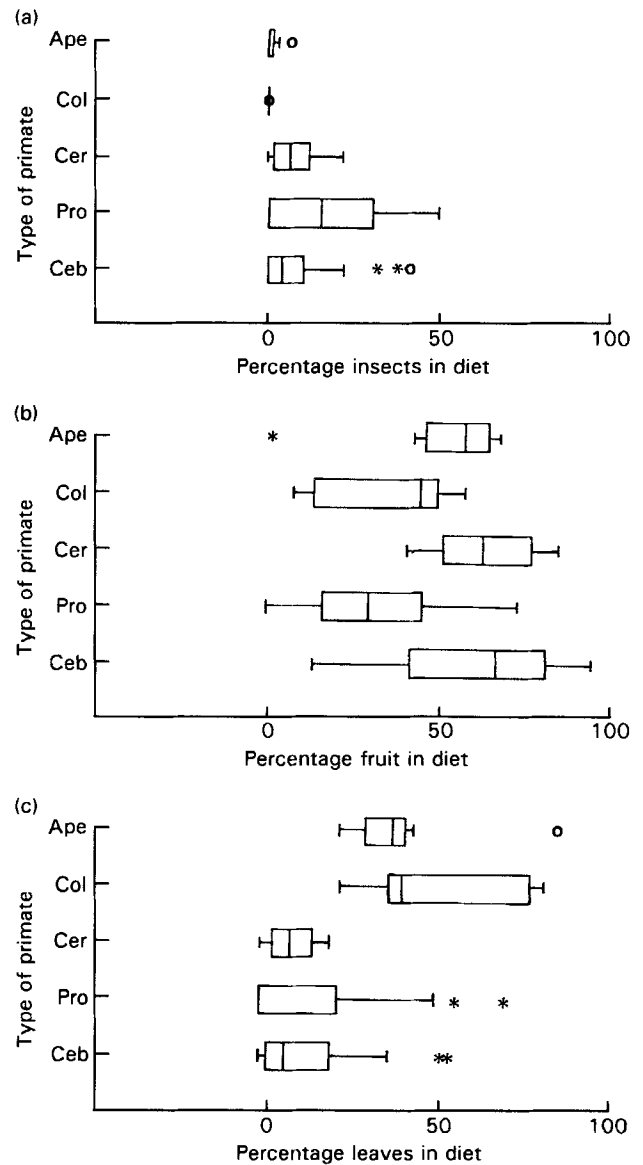 (a)
Ape
Col
Cer
Pro
Ceb
Type of primate
0 50 100
Percentage insects in diet
(b)
Ape
Col
Cer
Pro
Ceb
Type of primate
0 50 100
Percentage fruit in diet
(c)
Ape
Col
Cer
Pro
Ceb
Type of primate
0 50 100
Percentage leaves in diet